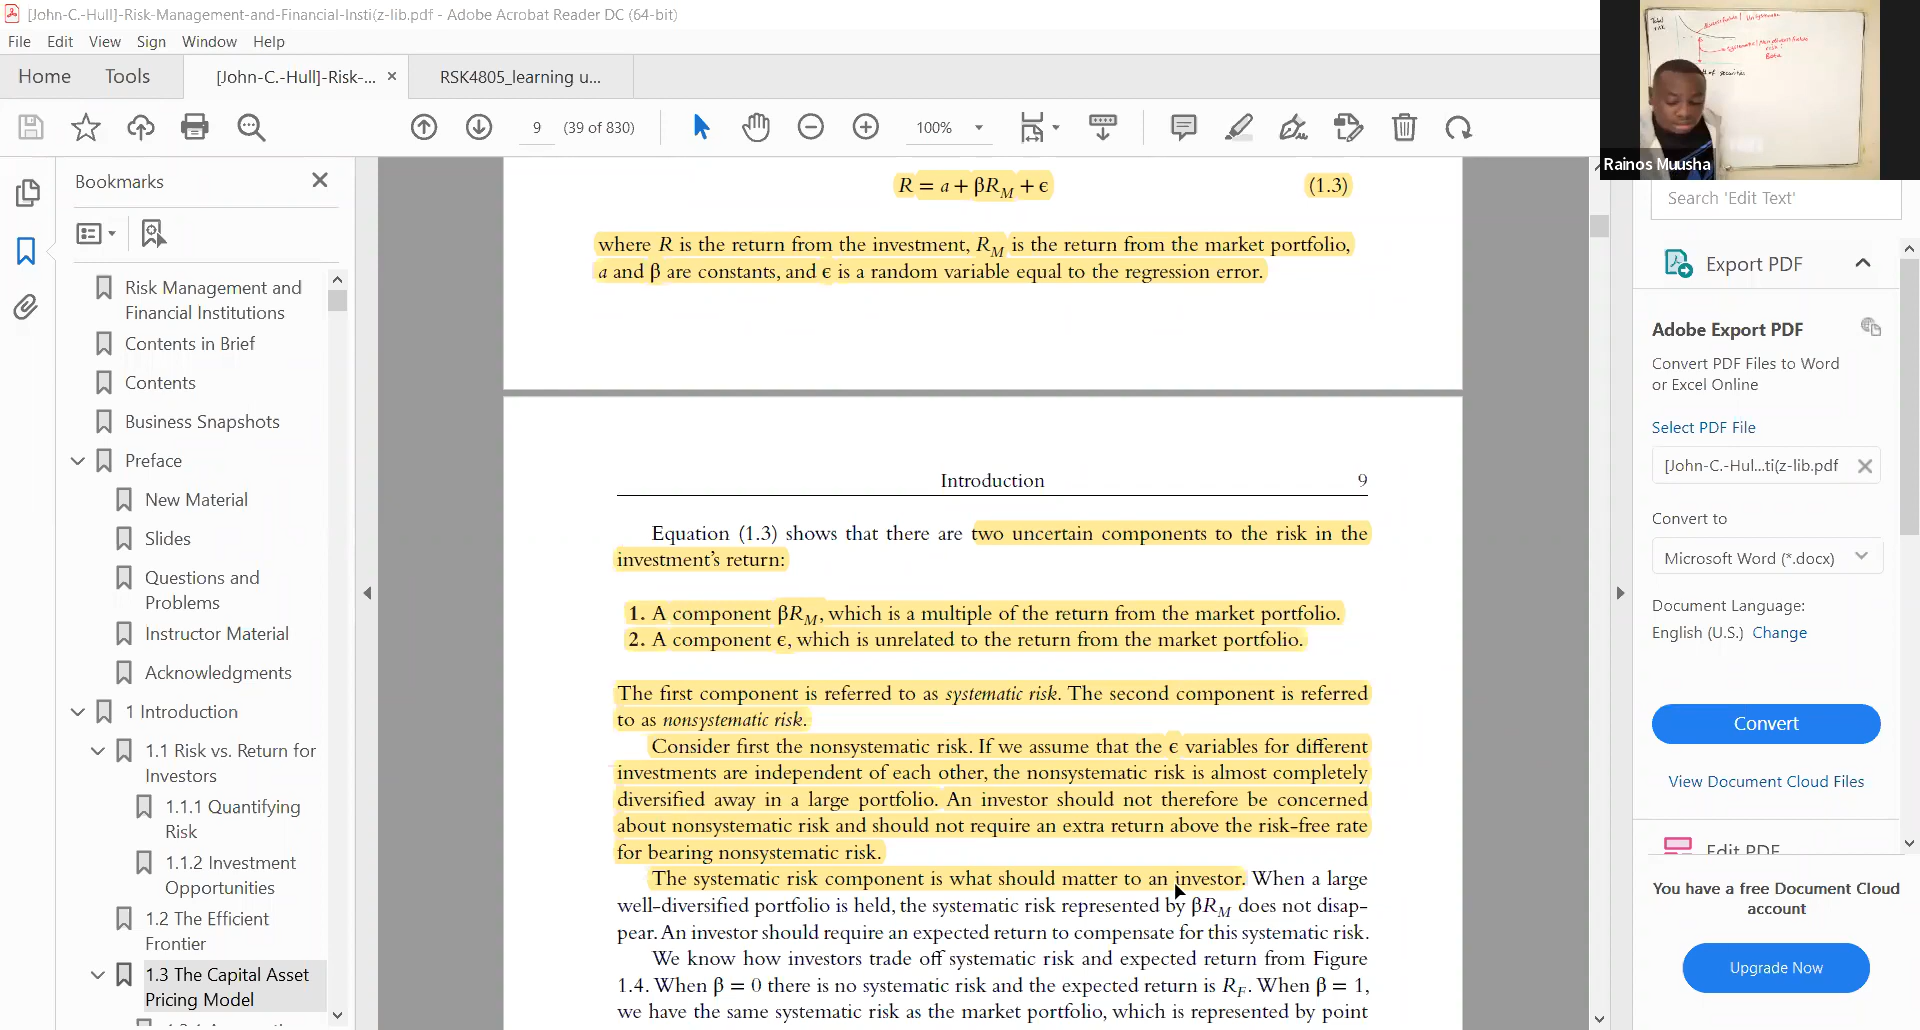 [John-C.-Hull]-Risk-Management-and-Financial-Insti(z-lib.pdf - Adobe Acrobat Reader DC (64-bit)
File Edit View Sign Window Help
Home Tools [John-C.-Hull]-Risk-... × RSK4805_learning u...
9 (39 of 830) 100%
Bookmarks
Risk Management and
Financial Institutions
Contents in Brief
Contents
Business Snapshots
Preface
New Material
Slides
Questions and
Problems
Instructor Material
Acknowledgments
1 Introduction
1.1 Risk vs. Return for
Investors
1.1.1 Quantifying
Risk
1.1.2 Investment
Opportunities
1.2 The Efficient
Frontier
1.3 The Capital Asset
Pricing Model
R = a + βR_M + ϵ (1.3)
where R is the return from the investment, R_M is the return from the market portfolio,
a and β are constants, and ϵ is a random variable equal to the regression error.
Introduction 9
Equation (1.3) shows that there are two uncertain components to the risk in the
investment's return:
1. A component βR_M, which is a multiple of the return from the market portfolio.
2. A component ϵ, which is unrelated to the return from the market portfolio.
The first component is referred to as systematic risk. The second component is referred
to as nonsystematic risk.
Consider first the nonsystematic risk. If we assume that the ϵ variables for different
investments are independent of each other, the nonsystematic risk is almost completely
diversified away in a large portfolio. An investor should not therefore be concerned
about nonsystematic risk and should not require an extra return above the risk-free rate
for bearing nonsystematic risk.
The systematic risk component is what should matter to an investor. When a large
well-diversified portfolio is held, the systematic risk represented by βR_M does not disap-
pear. An investor should require an expected return to compensate for this systematic risk.
We know how investors trade off systematic risk and expected return from Figure
1.4. When β = 0 there is no systematic risk and the expected return is R_F. When β = 1,
we have the same systematic risk as the market portfolio, which is represented by point
Total
risk
Beta
of securities
Rainos Muusha
Search 'Edit Text'
Export PDF
Adobe Export PDF
Convert PDF Files to Word
or Excel Online
Select PDF File
[John-C.-Hul...ti(z-lib.pdf
Convert to
Microsoft Word (*.docx)
Document Language:
English (U.S.) Change
Convert
View Document Cloud Files
Edit PDF
You have a free Document Cloud
account
Upgrade Now